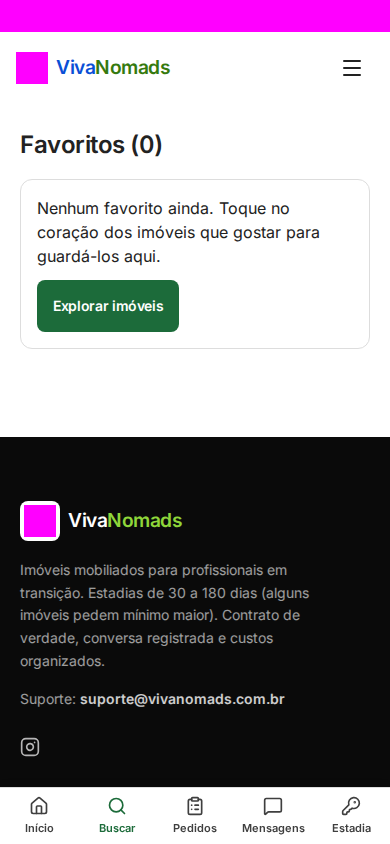 VivaNomads
Favoritos (0)
Nenhum favorito ainda. Toque no
coração dos imóveis que gostar para
guardá-los aqui.
Explorar imóveis
VivaNomads
Imóveis mobiliados para profissionais em
transição. Estadias de 30 a 180 dias (alguns
imóveis pedem mínimo maior). Contrato de
verdade, conversa registrada e custos
organizados.
Suporte: suporte@vivanomads.com.br
Início
Buscar
Pedidos
Mensagens
Estadia